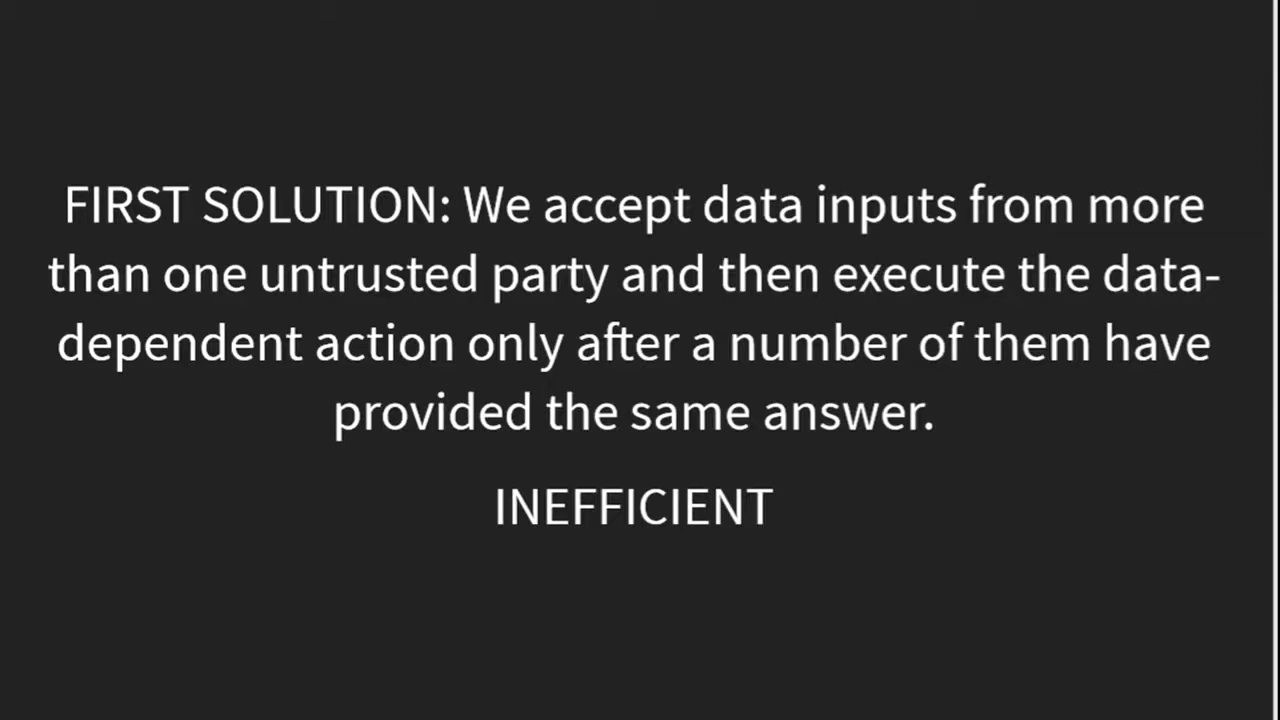 FIRST SOLUTION: We accept data inputs from more
than one untrusted party and then execute the data-
dependent action only after a number of them have
provided the same answer.
INEFFICIENT